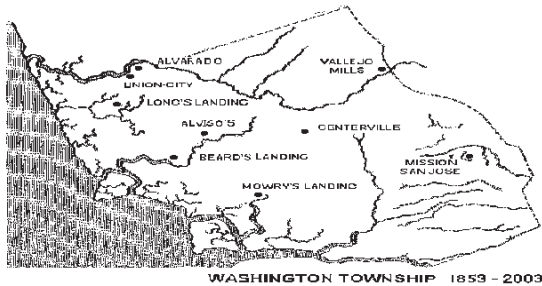 ALVARADO
VALLEJO
MILLS
UNION-CITY
LONG'S LANDING
ALVISO'S
CENTERVILLE
BEARD'S LANDING
MISSION
SAN JOSE
MOWRY'S LANDING
WASHINGTON TOWNSHIP 1853 - 2003